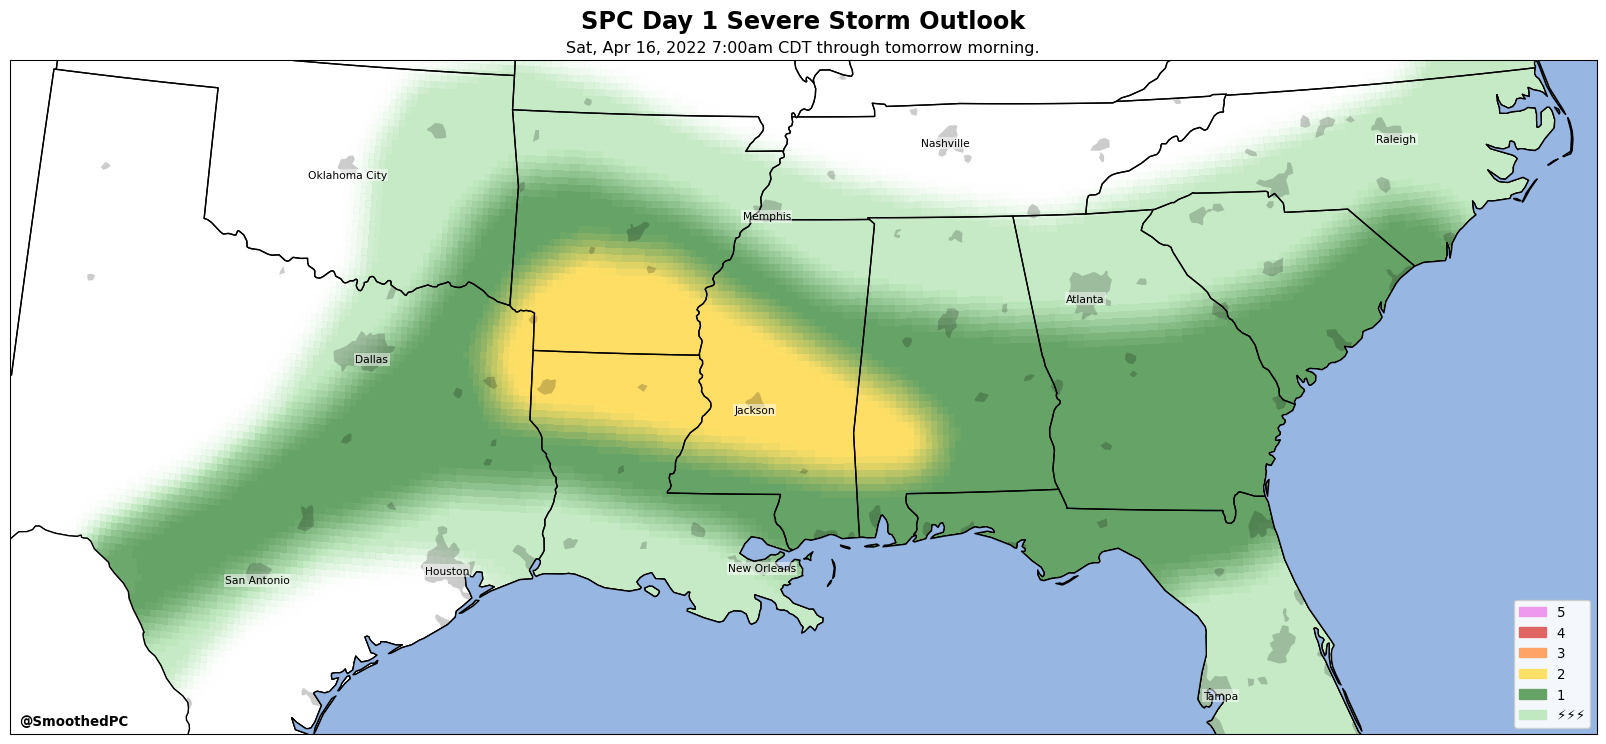 SPC Day 1 Severe Storm Outlook
Sat, Apr 16, 2022 7:00am CDT through tomorrow morning.
Nashville
Raleigh
Oklahoma City
Memphis
Atlanta
Dallas
Jackson
New Orleans
Houston
San Antonio
Tampa
5
4
3
2
1
⚡⚡⚡
@SmoothedPC